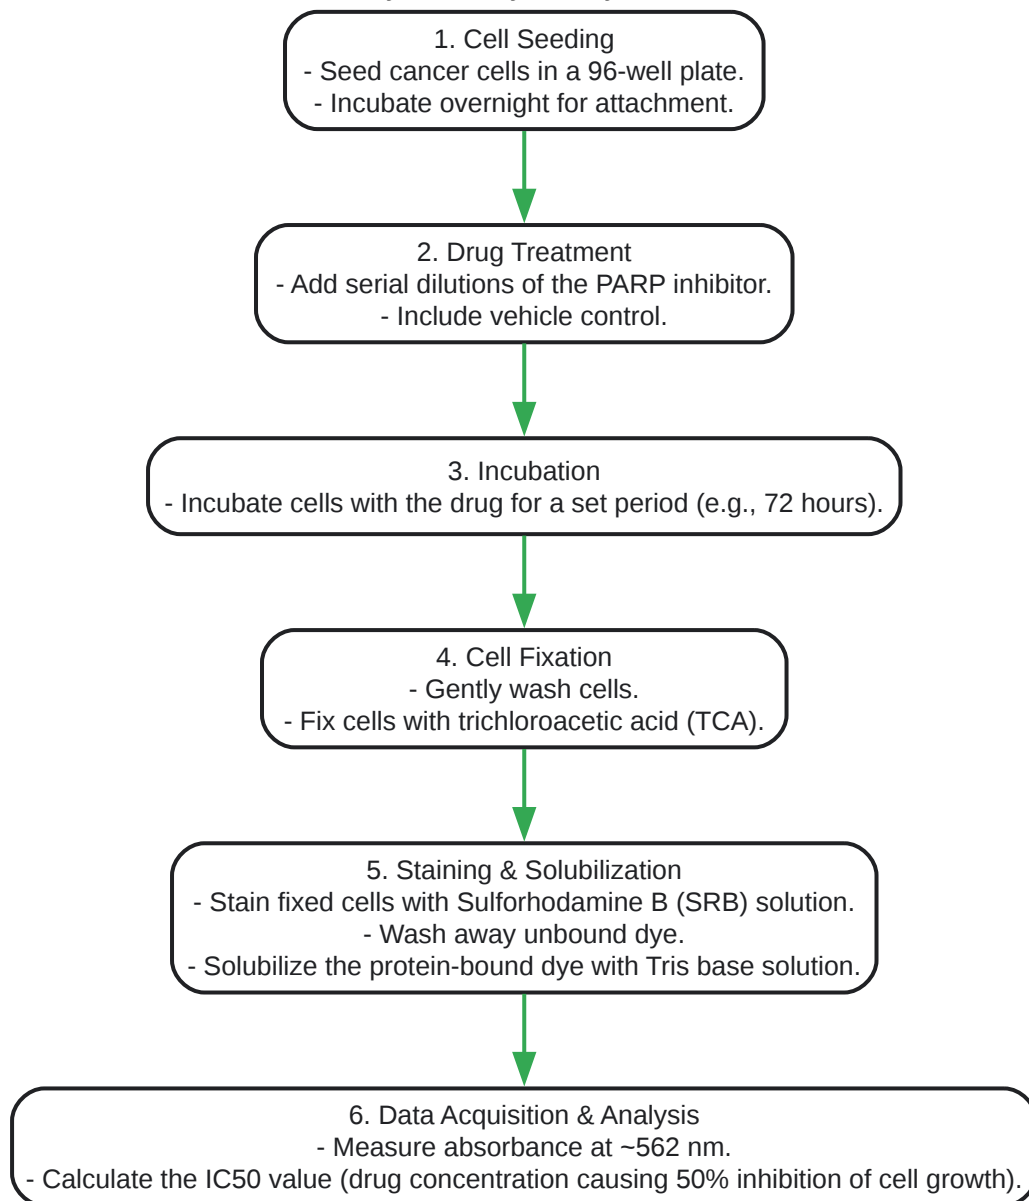 1. Cell Seeding
- Seed cancer cells in a 96-well plate.
- Incubate overnight for attachment.
2. Drug Treatment
- Add serial dilutions of the PARP inhibitor.
- Include vehicle control.
3. Incubation
- Incubate cells with the drug for a set period (e.g., 72 hours).
4. Cell Fixation
- Gently wash cells.
- Fix cells with trichloroacetic acid (TCA).
5. Staining & Solubilization
- Stain fixed cells with Sulforhodamine B (SRB) solution.
- Wash away unbound dye.
- Solubilize the protein-bound dye with Tris base solution.
6. Data Acquisition & Analysis
- Measure absorbance at ~562 nm.
- Calculate the IC50 value (drug concentration causing 50% inhibition of cell growth).